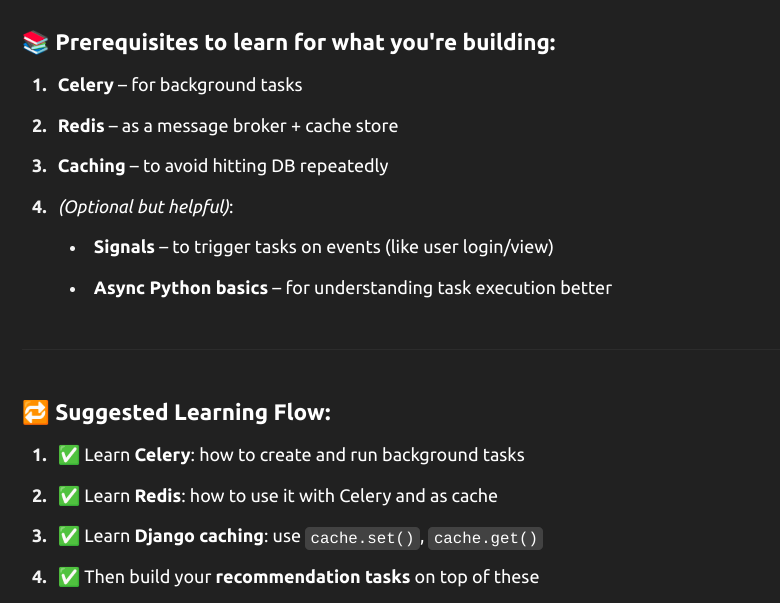 📚 Prerequisites to learn for what you're building:
1. Celery – for background tasks
2. Redis – as a message broker + cache store
3. Caching – to avoid hitting DB repeatedly
4. (Optional but helpful):
• Signals – to trigger tasks on events (like user login/view)
• Async Python basics – for understanding task execution better
🔁 Suggested Learning Flow:
1. ✅ Learn Celery: how to create and run background tasks
2. ✅ Learn Redis: how to use it with Celery and as cache
3. ✅ Learn Django caching: use cache.set(), cache.get()
4. ✅ Then build your recommendation tasks on top of these